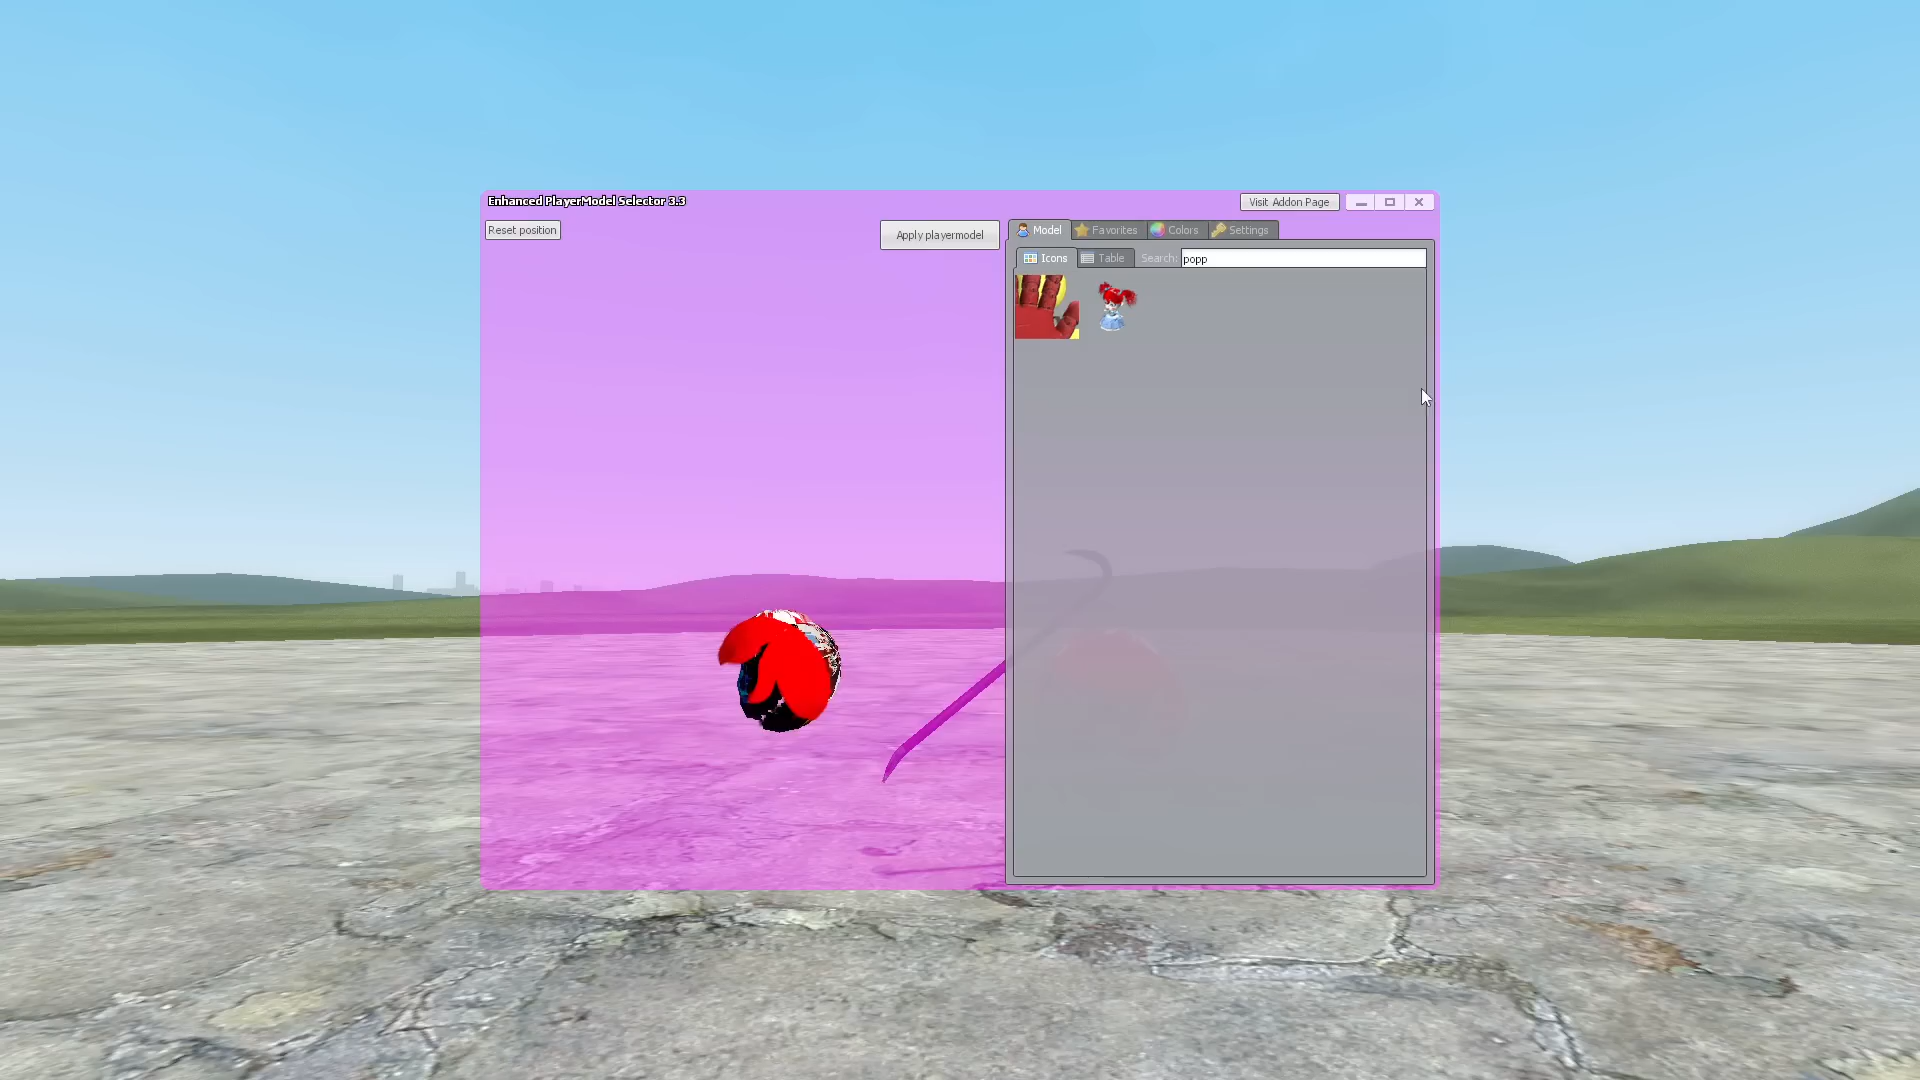 Enhanced PlayerModel Selector 3.3
Visit Addon Page
Reset position
Apply playermodel
Model
Favorites
Colors
Settings
Icons
Table
Search:
popp